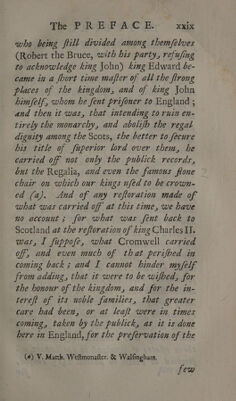 The PREFACE. xxix
who being ſtill divided among themſelves
(Robert the Bruce, with his party, refuſing
to acknowledge king John) king Edward be-
came in a ſhort time maſter of all the ſtrong
places of the kingdom, and of king John
himſelf, whom he ſent priſoner to England;
and then it was, that intending to ruin en-
tirely the monarchy, and aboliſh the regal
dignity among the Scots, the better to ſecure
his title of ſuperior lord over them, he
carried off not only the publick records,
but the Regalia, and even the famous ſtone
chair on which our kings uſed to be crown-
ed (a). And of any reſtoration made of
what was carried off at this time, we have
no account; for what was ſent back to
Scotland at the reſtoration of king Charles II.
was, I ſuppoſe, what Cromwell carried
off, and even much of that periſhed in
coming back; and I cannot hinder myſelf
from adding, that it were to be wiſhed, for
the honour of the kingdom, and for the in-
tereſt of its noble families, that greater
care had been, or at leaſt were in times
coming, taken by the publick, as it is done
here in England, for the preſervation of the
(a) V. Matth. Weſtmonaſter. & Walſingham.
few